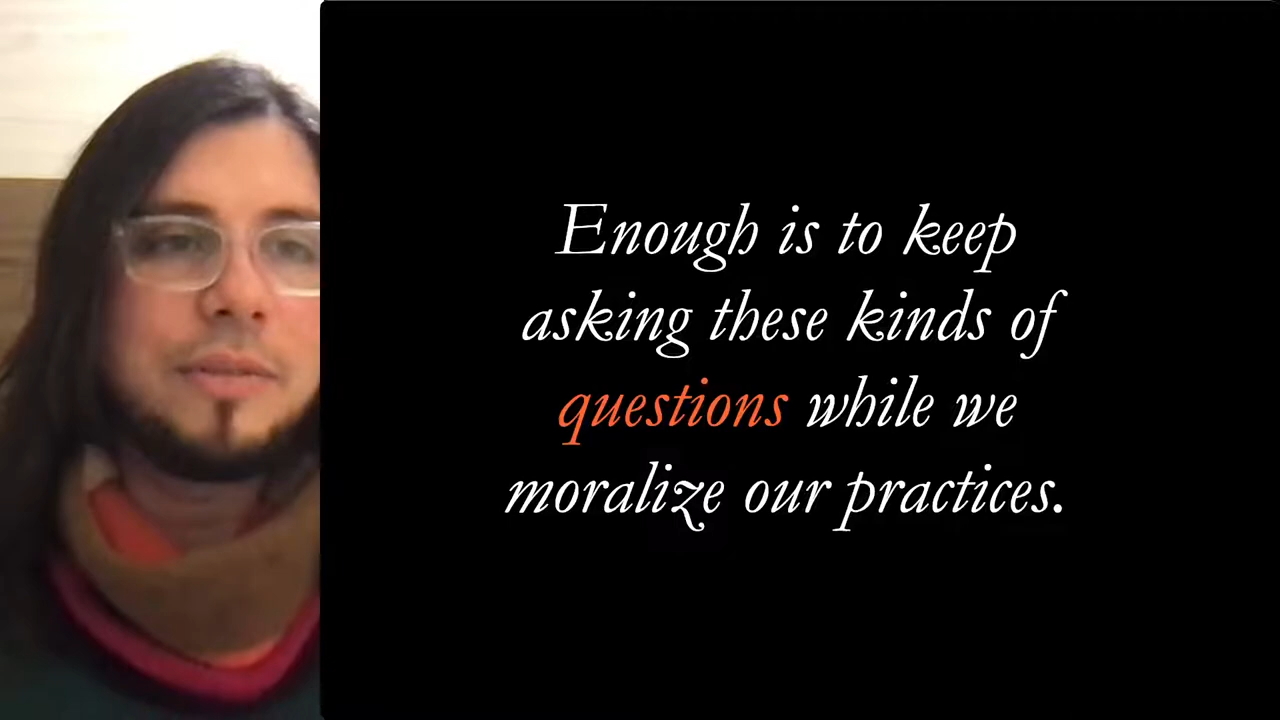 Enough is to keep
asking these kinds of
questions while we
moralize our practices.